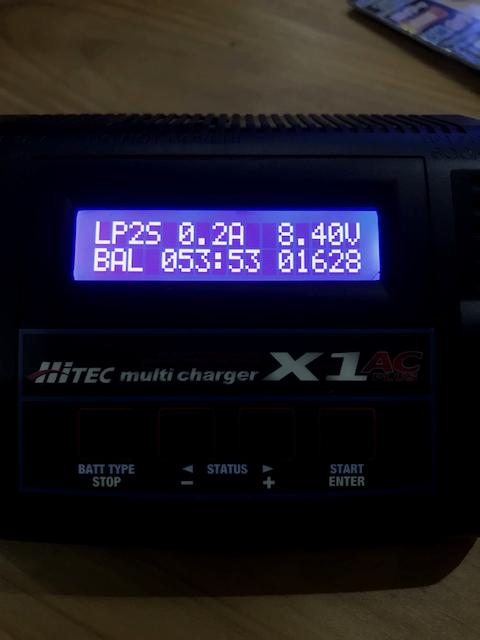 LP2S 0.2A 8.40V
BAL 053:53 01628
HiTEC multi charger X1 AC PLUS
BATT TYPE ◄ STATUS ► START
STOP − + ENTER